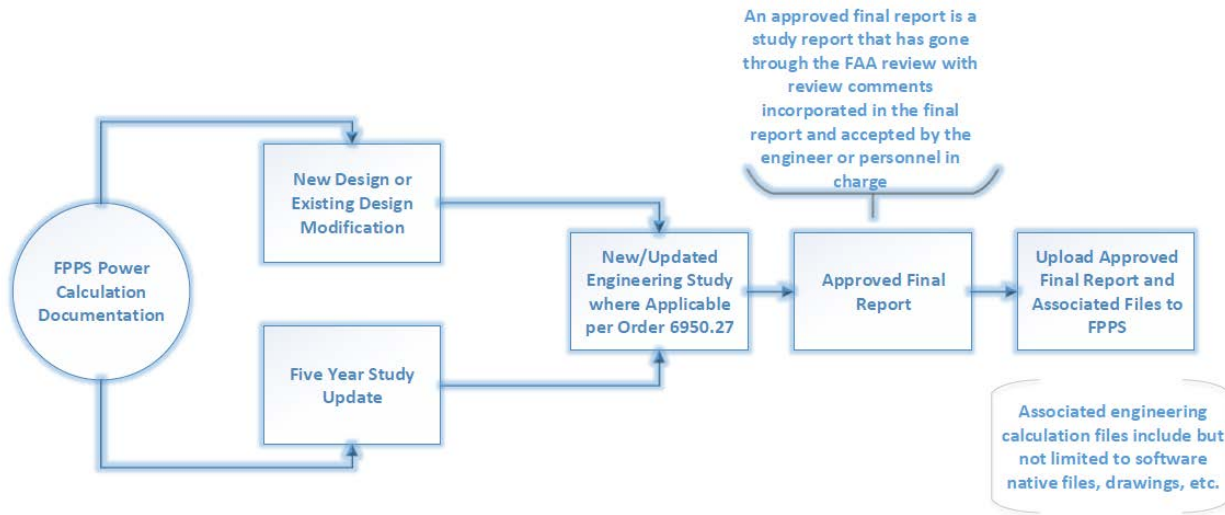 An approved final report is a
study report that has gone
through the FAA review with
review comments
incorporated in the final
report and accepted by the
engineer or personnel in
charge
New Design or
Existing Design
Modification
FPPS Power
Calculation
Documentation
Five Year Study
Update
New/Updated
Engineering Study
where Applicable
per Order 6950.27
Approved Final
Report
Upload Approved
Final Report and
Associated Files to
FPPS
Associated engineering
calculation files include but
not limited to software
native files, drawings, etc.